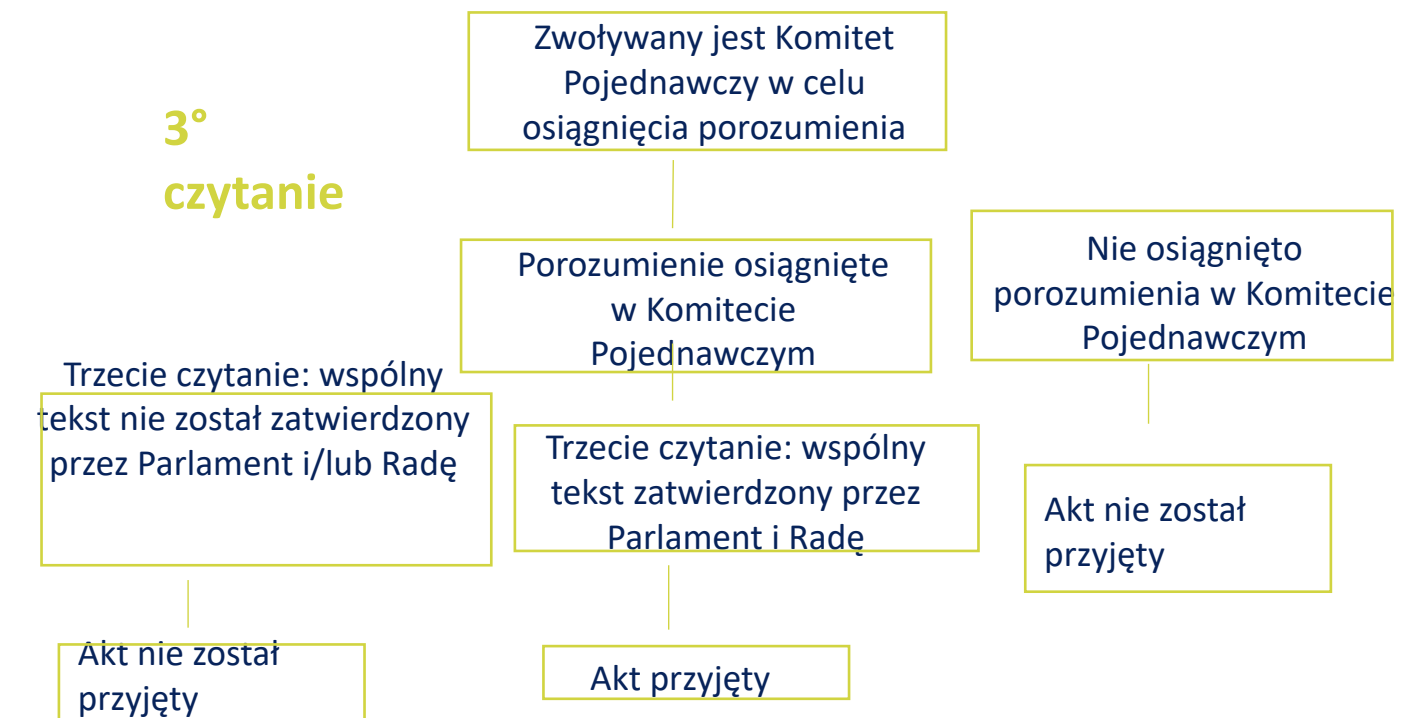 Zwoływany jest Komitet
Pojednawczy w celu
osiągnięcia porozumienia
3°
czytanie
Porozumienie osiągnięte
w Komitecie
Pojednawczym
Nie osiągnięto
porozumienia w Komitecie
Pojednawczym
Trzecie czytanie: wspólny
tekst nie został zatwierdzony
przez Parlament i/lub Radę
Trzecie czytanie: wspólny
tekst zatwierdzony przez
Parlament i Radę
Akt nie został
przyjęty
Akt nie został
przyjęty
Akt przyjęty